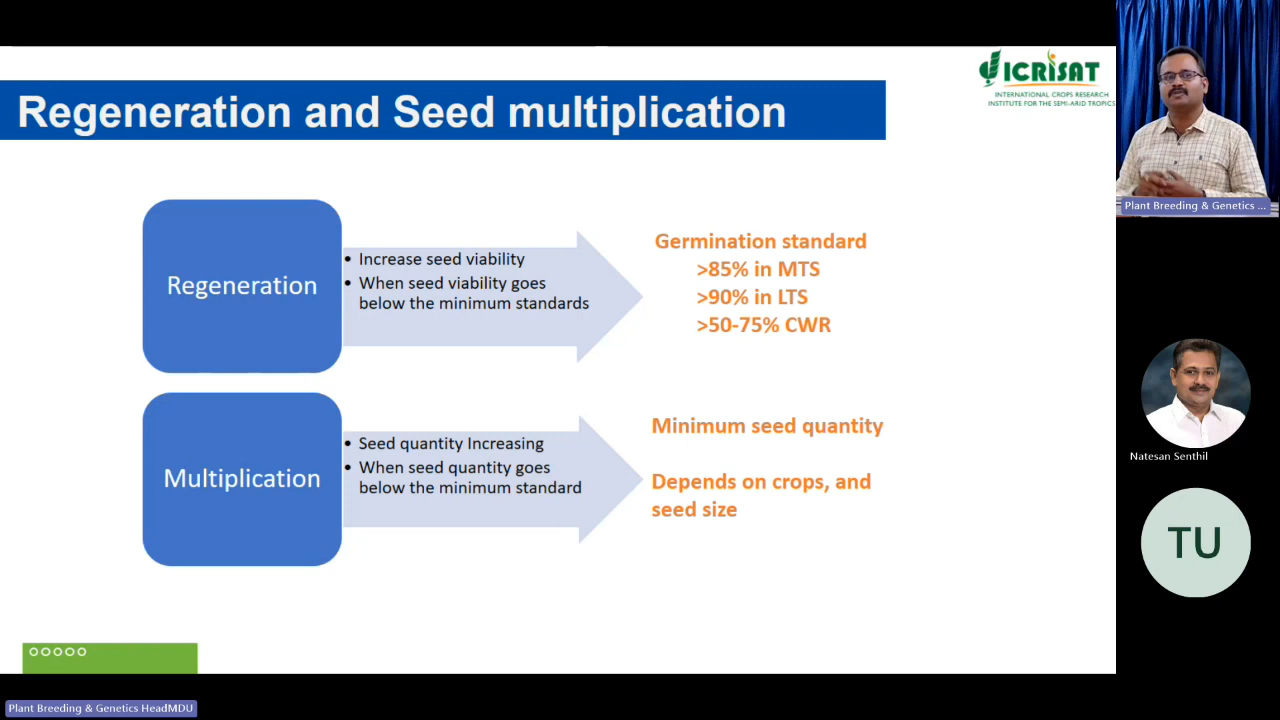 ICRISAT
INTERNATIONAL CROPS RESEARCH
INSTITUTE FOR THE SEMI-ARID TROPICS
Regeneration and Seed multiplication
Regeneration
• Increase seed viability
• When seed viability goes
below the minimum standards
Germination standard
>85% in MTS
>90% in LTS
>50-75% CWR
Multiplication
• Seed quantity Increasing
• When seed quantity goes
below the minimum standard
Minimum seed quantity
Depends on crops, and
seed size
Plant Breeding & Genetics ...
Natesan Senthil
TU
Plant Breeding & Genetics HeadMDU